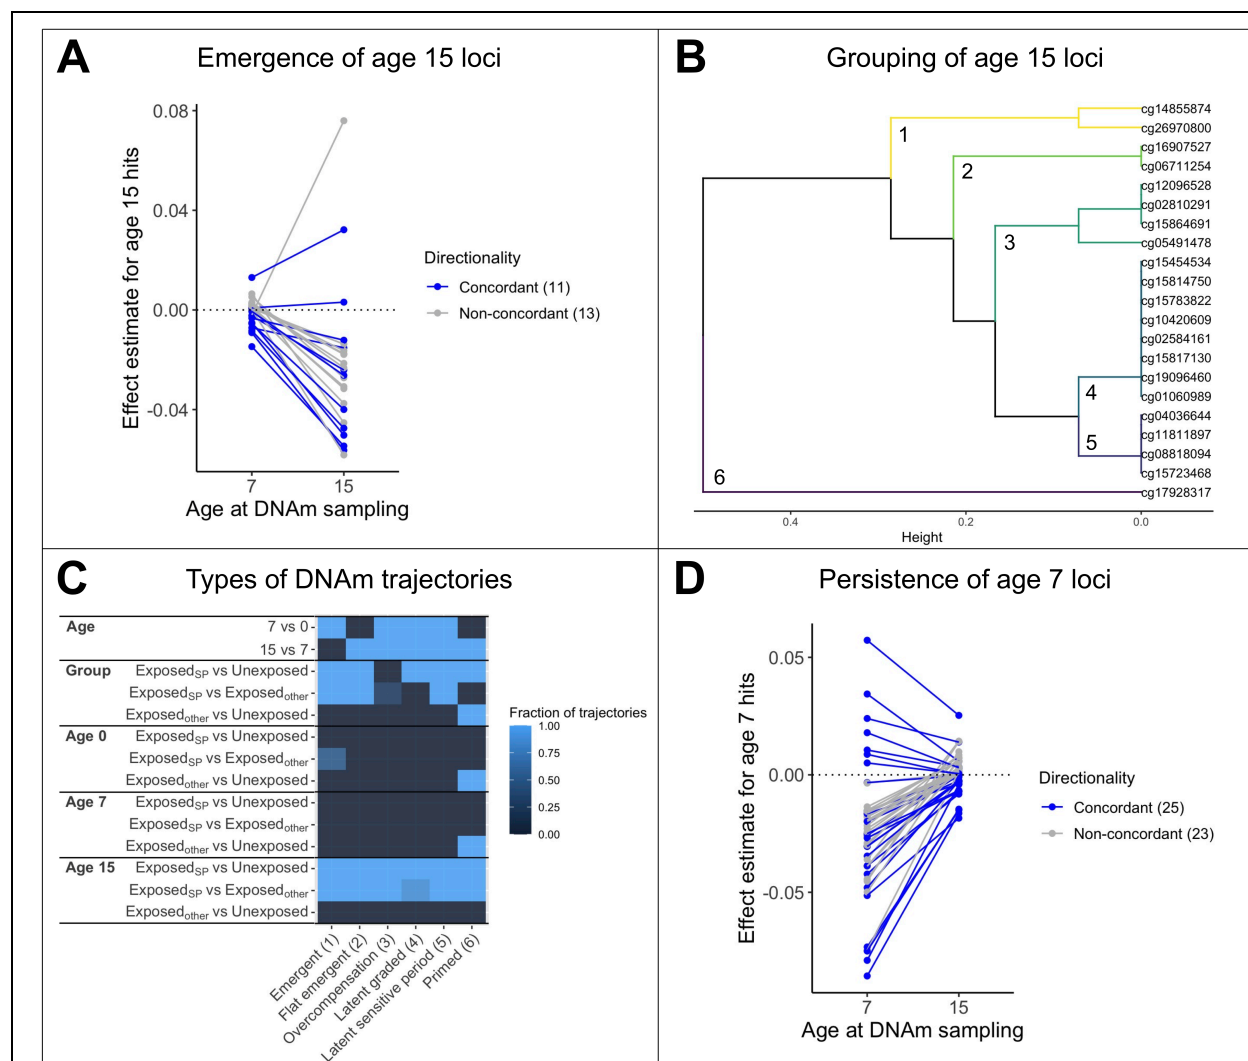 A
Emergence of age 15 loci
Effect estimate for age 15 hits
0.08
0.04
0.00
-0.04
7
15
Age at DNAm sampling
Directionality
Concordant (11)
Non-concordant (13)
B
Grouping of age 15 loci
1
2
3
4
5
6
cg14855874
cg26970800
cg16907527
cg06711254
cg12096528
cg02810291
cg15864691
cg05491478
cg15454534
cg15814750
cg15783822
cg10420609
cg02584161
cg15817130
cg19096460
cg01060989
cg04036644
cg11811897
cg08818094
cg15723468
cg17928317
0.4
0.2
0.0
Height
C
Types of DNAm trajectories
Age
7 vs 0
15 vs 7
Group
ExposedSP vs Unexposed
ExposedSP vs Exposedother
Exposedother vs Unexposed
Age 0
ExposedSP vs Unexposed
ExposedSP vs Exposedother
Exposedother vs Unexposed
Age 7
ExposedSP vs Unexposed
ExposedSP vs Exposedother
Exposedother vs Unexposed
Age 15
ExposedSP vs Unexposed
ExposedSP vs Exposedother
Exposedother vs Unexposed
Emergent (1)
Flat emergent (2)
Overcompensation (3)
Latent graded (4)
Latent sensitive period (5)
Primed (6)
Fraction of trajectories
1.00
0.75
0.50
0.25
0.00
D
Persistence of age 7 loci
Effect estimate for age 7 hits
0.05
0.00
-0.05
7
15
Age at DNAm sampling
Directionality
Concordant (25)
Non-concordant (23)